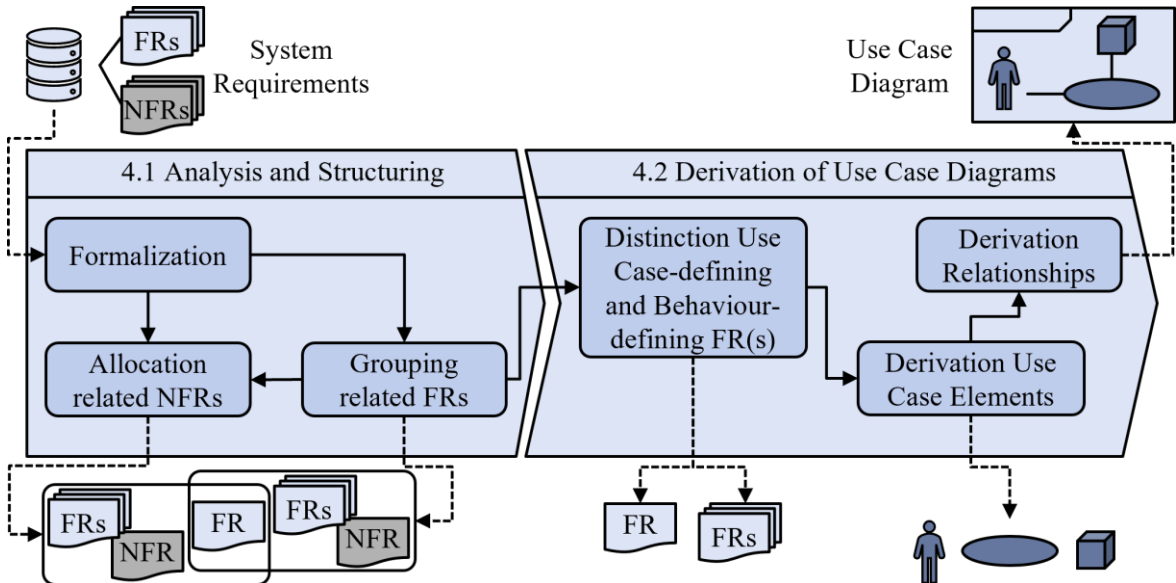 FRs
NFRs
System
Requirements
Use Case
Diagram
4.1 Analysis and Structuring
4.2 Derivation of Use Case Diagrams
Formalization
Distinction Use
Case-defining
and Behaviour-
defining FR(s)
Derivation
Relationships
Allocation
related NFRs
Grouping
related FRs
Derivation Use
Case Elements
FRs
NFR
FR
FRs
NFR
FR
FRs